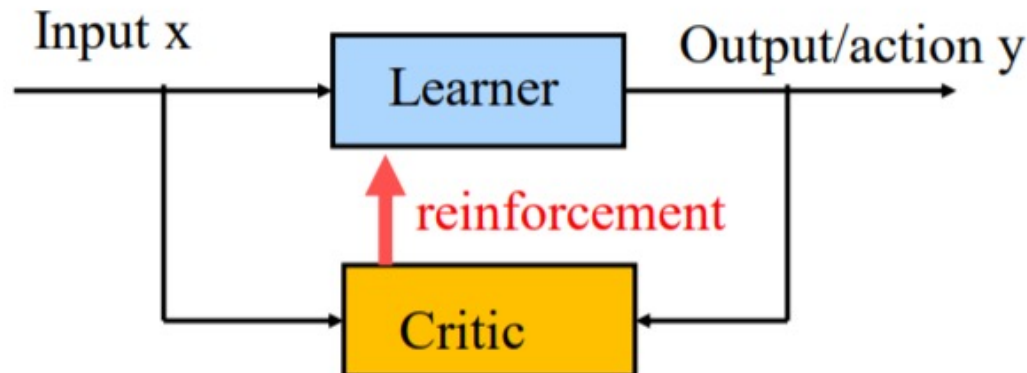 Input x
Output/action y
Learner
reinforcement
Critic